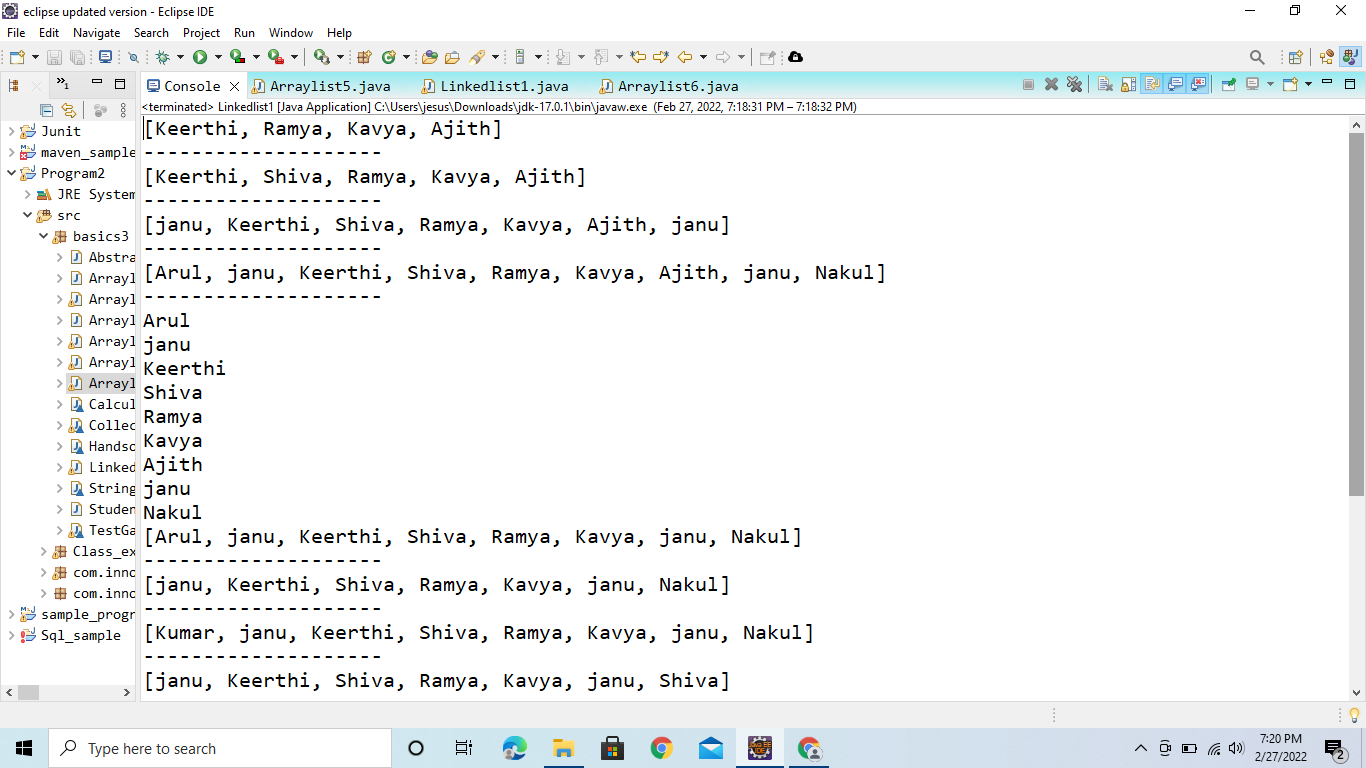 eclipse updated version - Eclipse IDE
File Edit Navigate Search Project Run Window Help
»1
Console Arraylist5.java Linkedlist1.java Arraylist6.java
<terminated> Linkedlist1 [Java Application] C:\Users\jesus\Downloads\jdk-17.0.1\bin\javaw.exe (Feb 27, 2022, 7:18:31 PM – 7:18:32 PM)
Junit
maven_sample
Program2
JRE System
src
basics3
Abstra
Arrayl
Arrayl
Arrayl
Arrayl
Arrayl
Arrayl
Calcul
Collec
Handso
Linked
String
Studen
TestGa
Class_ex
com.inno
com.inno
sample_progr
Sql_sample
[Keerthi, Ramya, Kavya, Ajith]
--------------------
[Keerthi, Shiva, Ramya, Kavya, Ajith]
--------------------
[janu, Keerthi, Shiva, Ramya, Kavya, Ajith, janu]
--------------------
[Arul, janu, Keerthi, Shiva, Ramya, Kavya, Ajith, janu, Nakul]
--------------------
Arul
janu
Keerthi
Shiva
Ramya
Kavya
Ajith
janu
Nakul
[Arul, janu, Keerthi, Shiva, Ramya, Kavya, janu, Nakul]
--------------------
[janu, Keerthi, Shiva, Ramya, Kavya, janu, Nakul]
--------------------
[Kumar, janu, Keerthi, Shiva, Ramya, Kavya, janu, Nakul]
--------------------
[janu, Keerthi, Shiva, Ramya, Kavya, janu, Shiva]
Type here to search
7:20 PM
2/27/2022
2